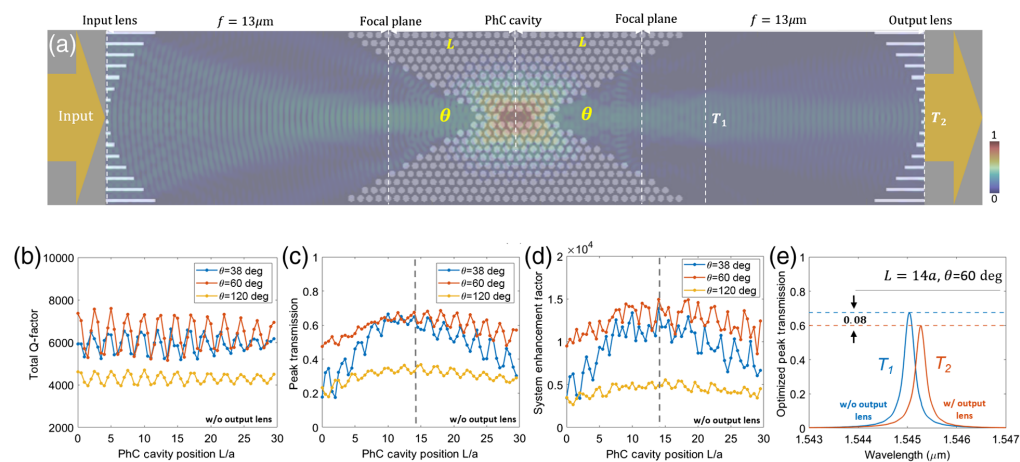 Input lens
f = 13μm
Focal plane
PhC cavity
Focal plane
f = 13μm
Output lens
(a)
L
L
Input
θ
θ
T₁
T₂
1
0
(b)
10000
8000
6000
4000
2000
Total Q-factor
θ=38 deg
θ=60 deg
θ=120 deg
w/o output lens
0 5 10 15 20 25 30
PhC cavity position L/a
(c)
1
0.8
0.6
0.4
0.2
0
Peak transmission
θ=38 deg
θ=60 deg
θ=120 deg
w/o output lens
0 5 10 15 20 25 30
PhC cavity position L/a
(d)
2 ×10⁴
1.5
1
0.5
0
System enhancement factor
θ=38 deg
θ=60 deg
θ=120 deg
w/o output lens
0 5 10 15 20 25 30
PhC cavity position L/a
(e)
1
0.8
0.6
0.4
0.2
0
Optimized peak transmission
L = 14a, θ=60 deg
0.08
T₁
T₂
w/o output
lens
w/ output
lens
1.543 1.544 1.545 1.546 1.547
Wavelength (μm)